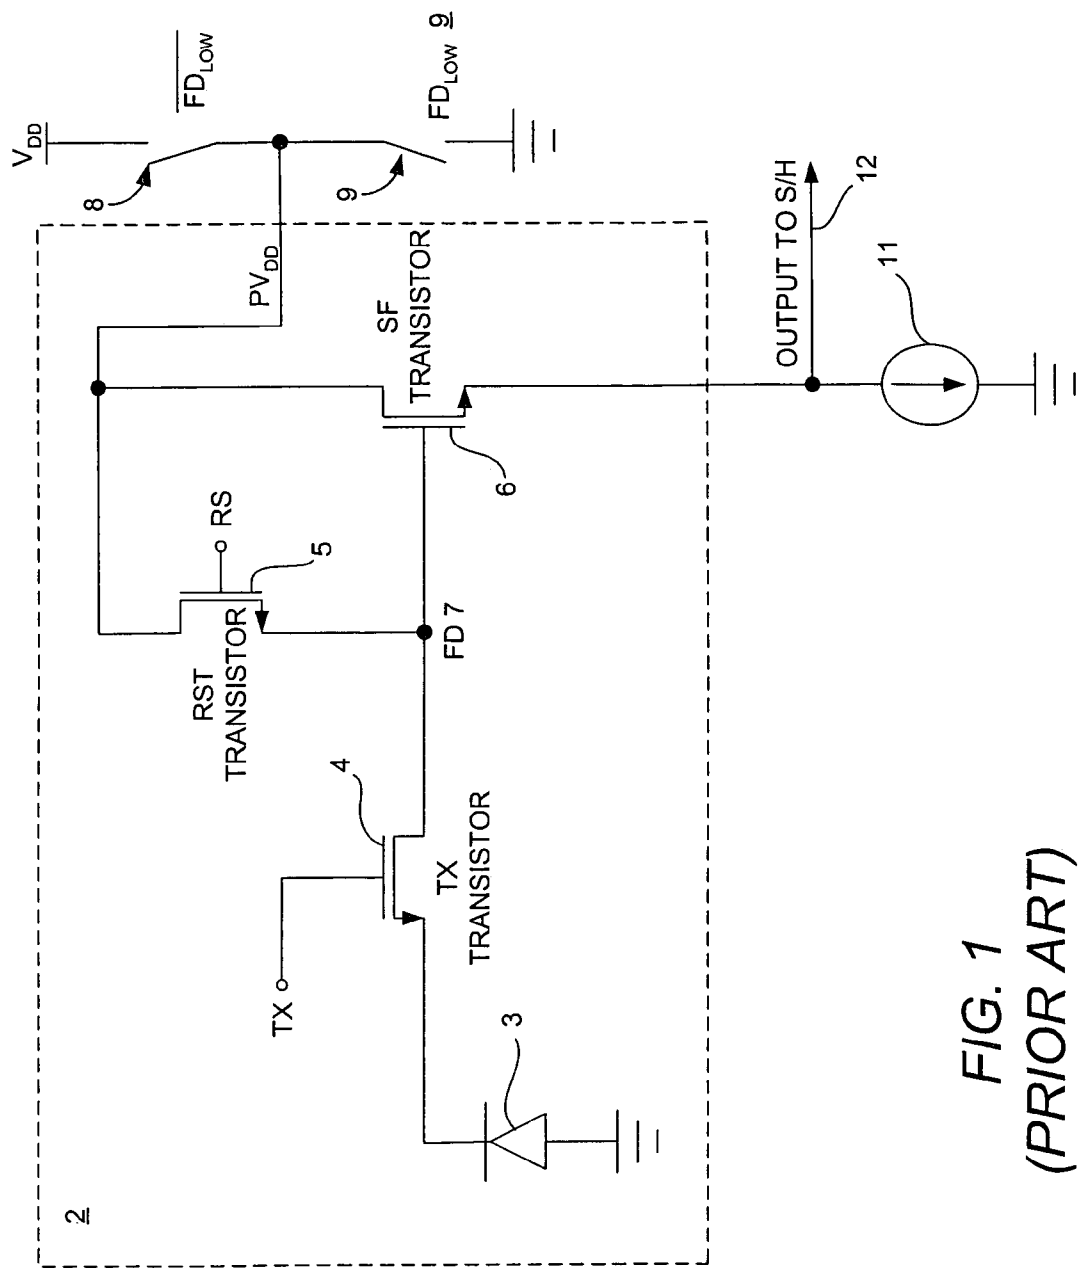 2
3
TX
TX
TRANSISTOR
4
RST
TRANSISTOR
RS
5
FD 7
SF
TRANSISTOR
6
PV_DD
V_DD
8
F̅D̅_L̅O̅W̅
9
FD_LOW 9
OUTPUT TO S/H
12
11
FIG. 1
(PRIOR ART)